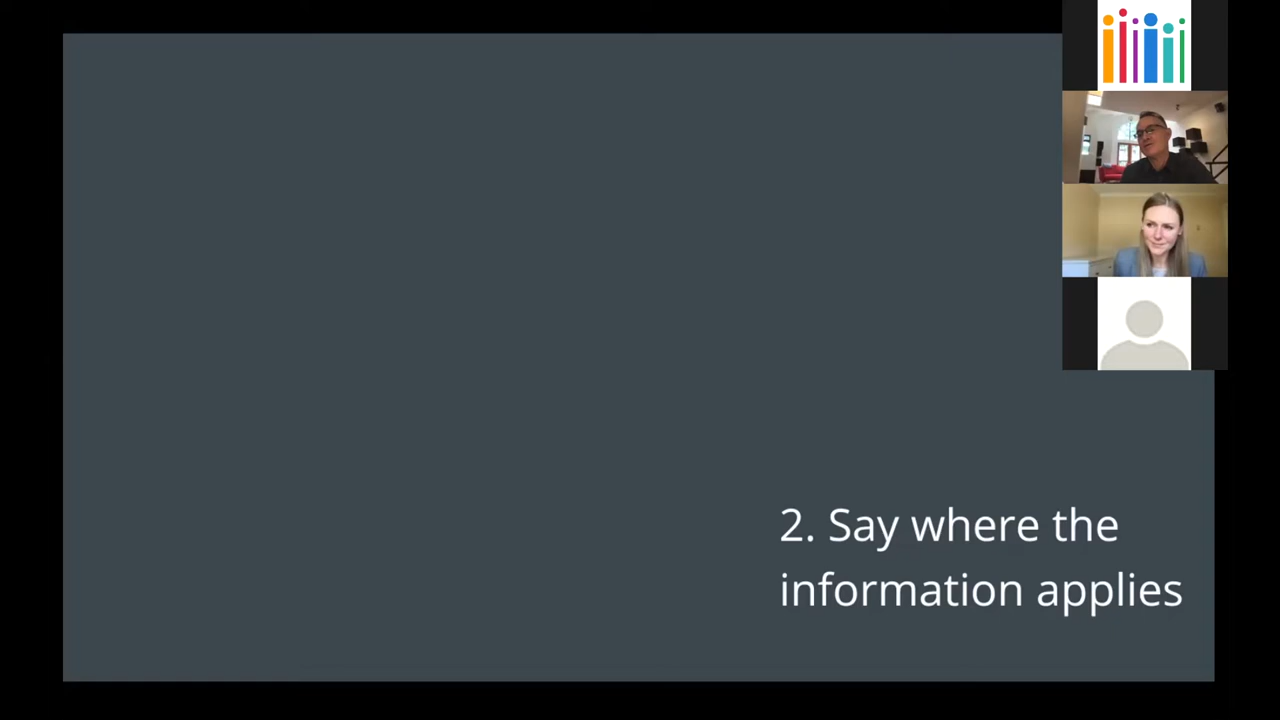 2. Say where the
information applies